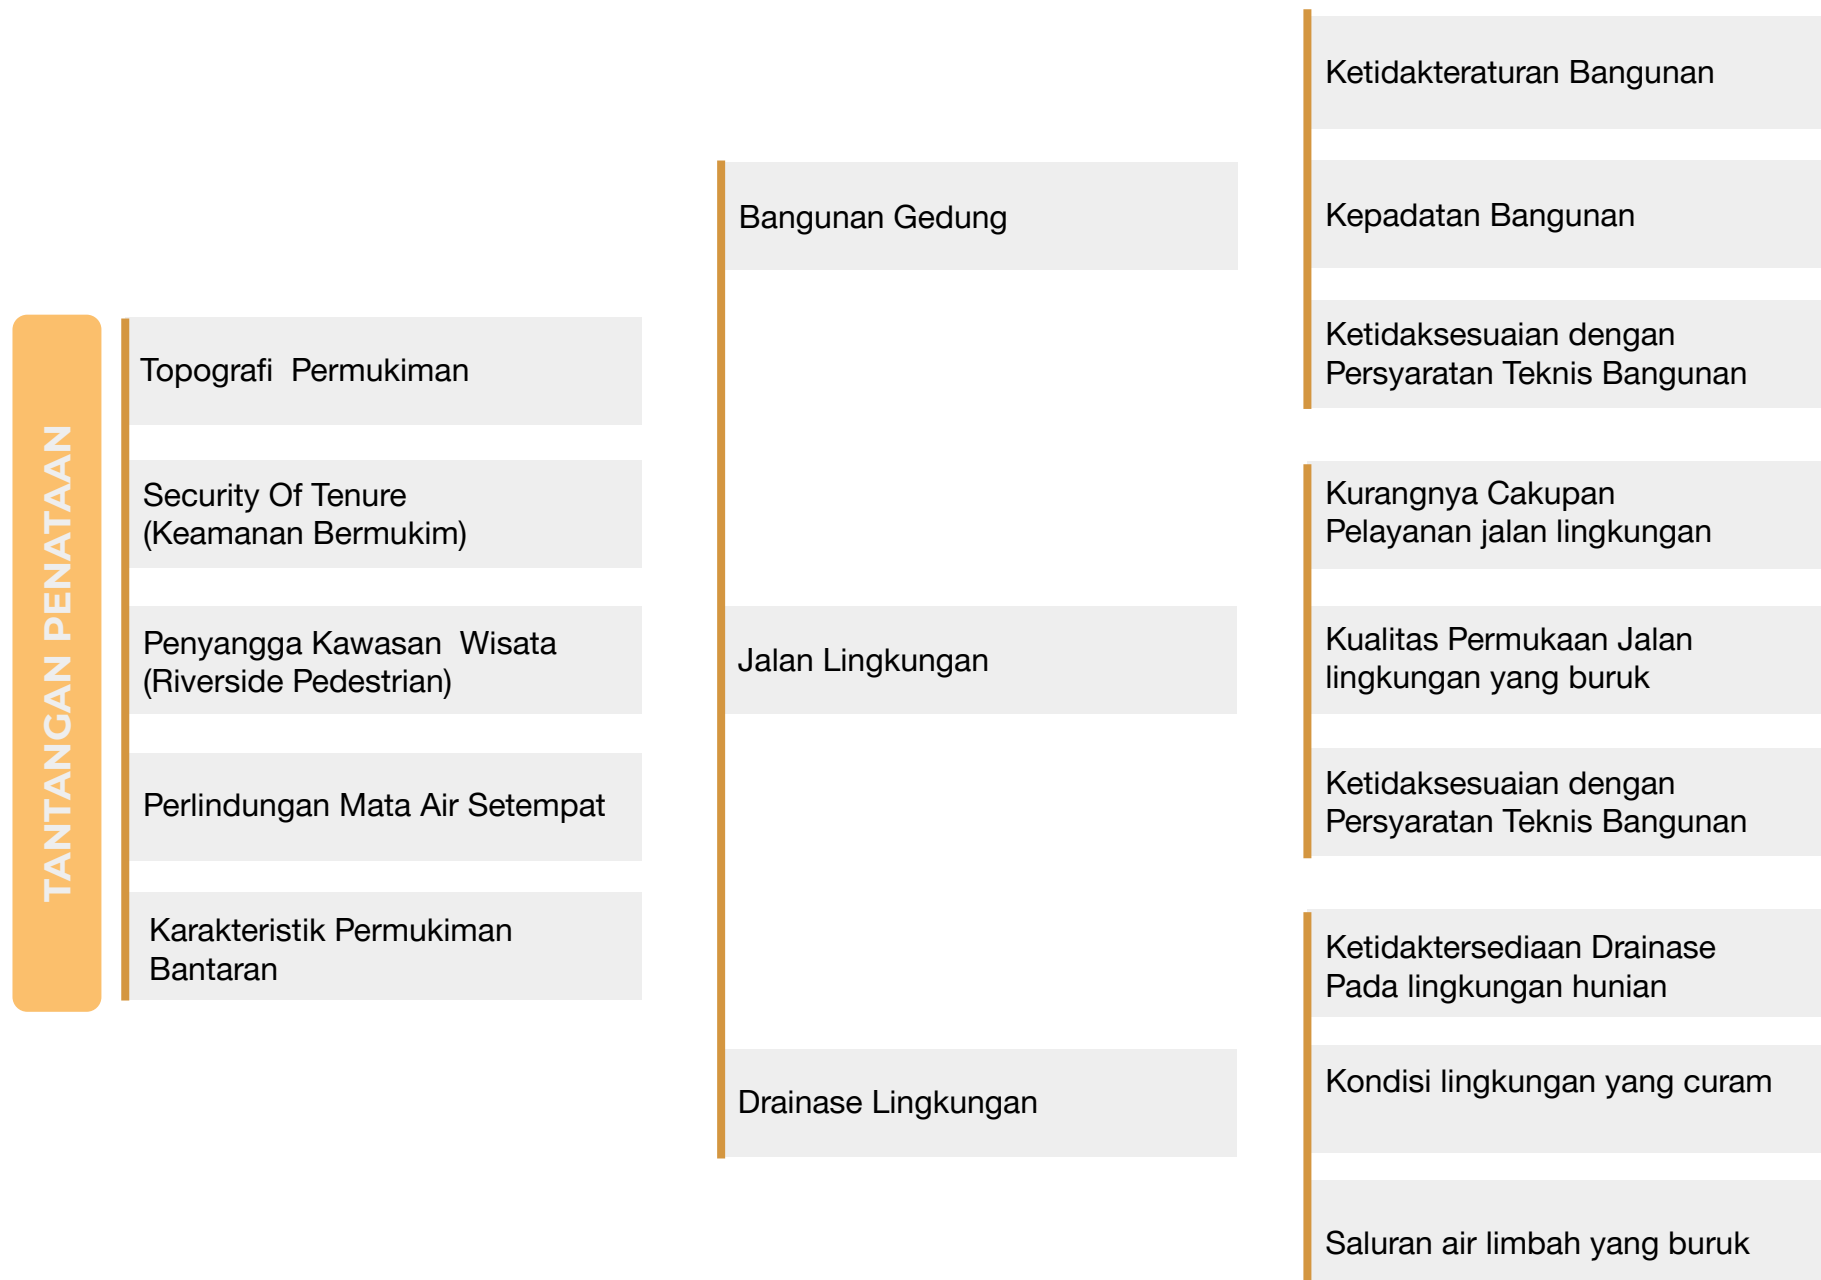 TANTANGAN PENATAAN
Topografi  Permukiman
Security Of Tenure
(Keamanan Bermukim)
Penyangga Kawasan  Wisata
(Riverside Pedestrian)
Perlindungan Mata Air Setempat
Karakteristik Permukiman
Bantaran
Bangunan Gedung
Jalan Lingkungan
Drainase Lingkungan
Ketidakteraturan Bangunan
Kepadatan Bangunan
Ketidaksesuaian dengan
Persyaratan Teknis Bangunan
Kurangnya Cakupan
Pelayanan jalan lingkungan
Kualitas Permukaan Jalan
lingkungan yang buruk
Ketidaksesuaian dengan
Persyaratan Teknis Bangunan
Ketidaktersediaan Drainase
Pada lingkungan hunian
Kondisi lingkungan yang curam
Saluran air limbah yang buruk